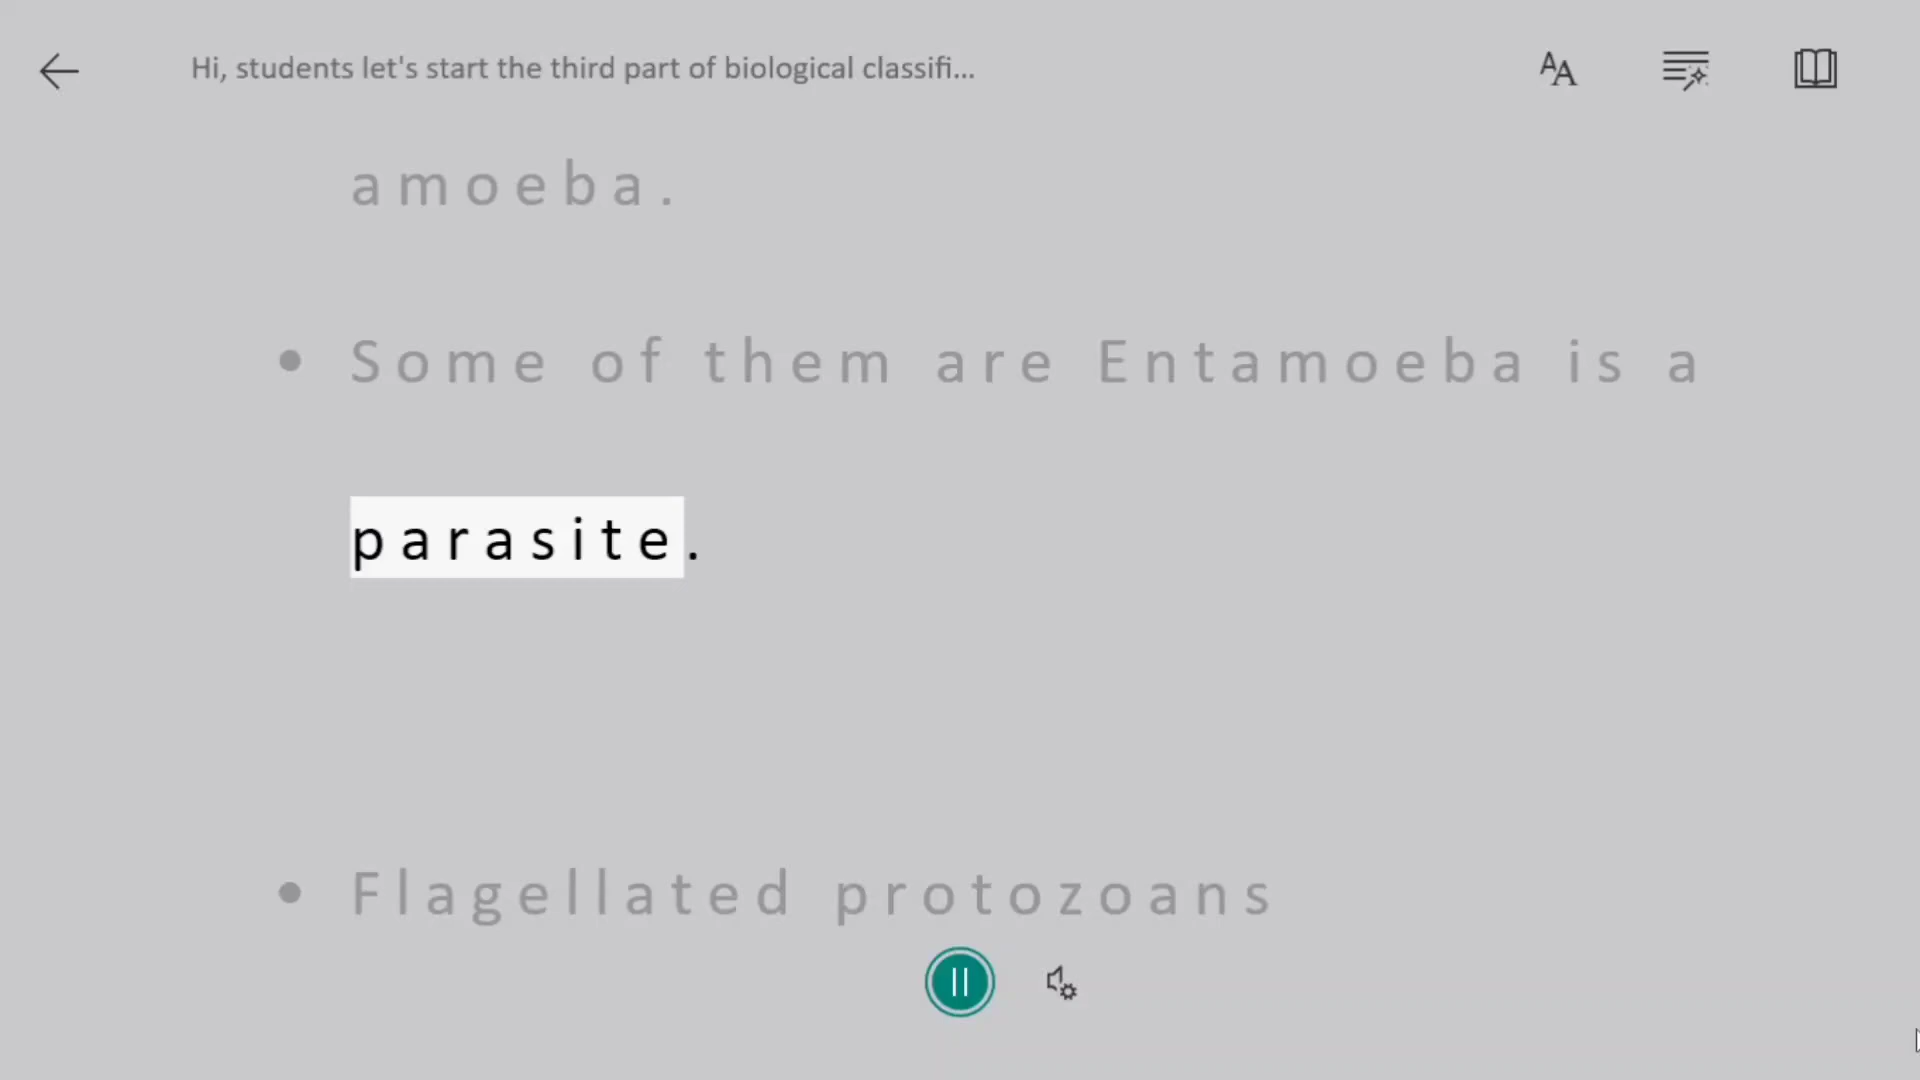 Hi, students let's start the third part of biological classifi...
amoeba.
• Some of them are Entamoeba is a
parasite.
• Flagellated protozoans